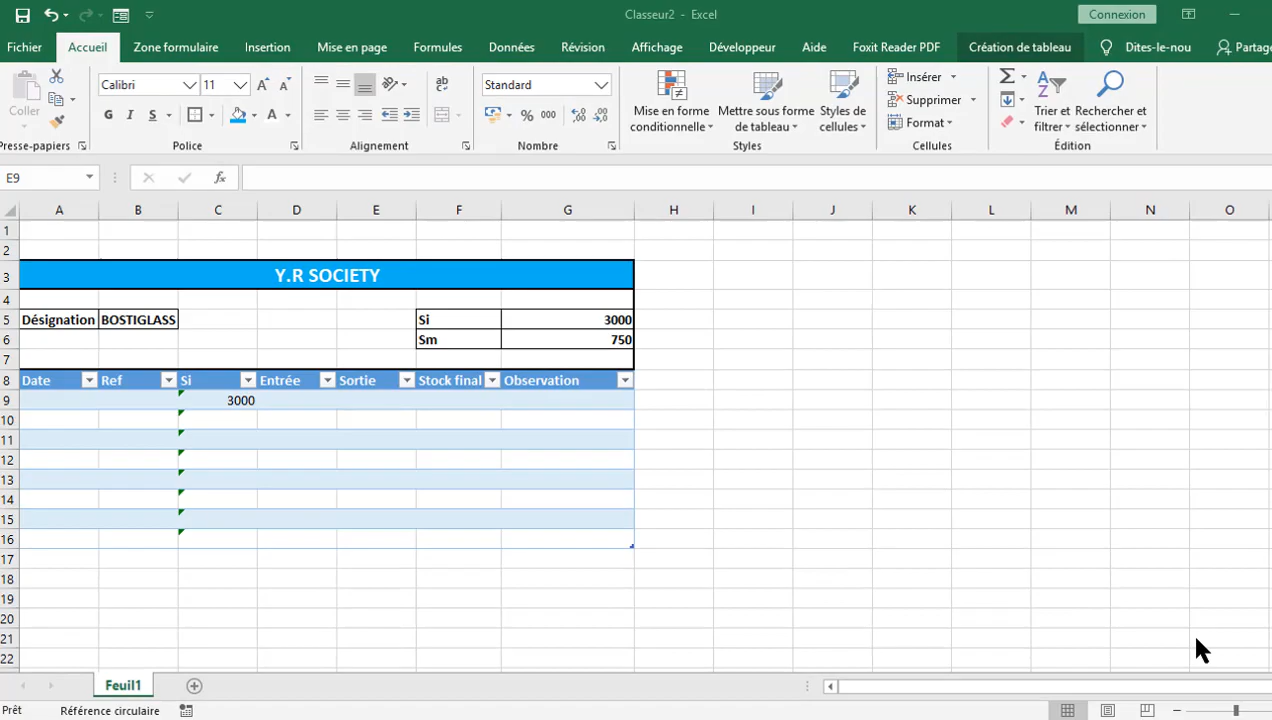 Classeur2 - Excel
Connexion
Fichier Accueil Zone formulaire Insertion Mise en page Formules Données Révision Affichage Développeur Aide Foxit Reader PDF Création de tableau Dites-le-nou Partage
Coller
Calibri 11
G I S A
ab
Standard
% 000
Mise en forme conditionnelle
Mettre sous forme de tableau
Styles de cellules
Insérer
Supprimer
Format
Trier et filtrer
Rechercher et sélectionner
Presse-papiers Police Alignement Nombre Styles Cellules Édition
E9 fx
A B C D E F G H I J K L M N O
1
2
3 Y.R SOCIETY
4
5 Désignation BOSTIGLASS Si 3000
6 Sm 750
7
8 Date Ref Si Entrée Sortie Stock final Observation
9 3000
10
11
12
13
14
15
16
17
18
19
20
21
22
Feuil1
Prêt Référence circulaire